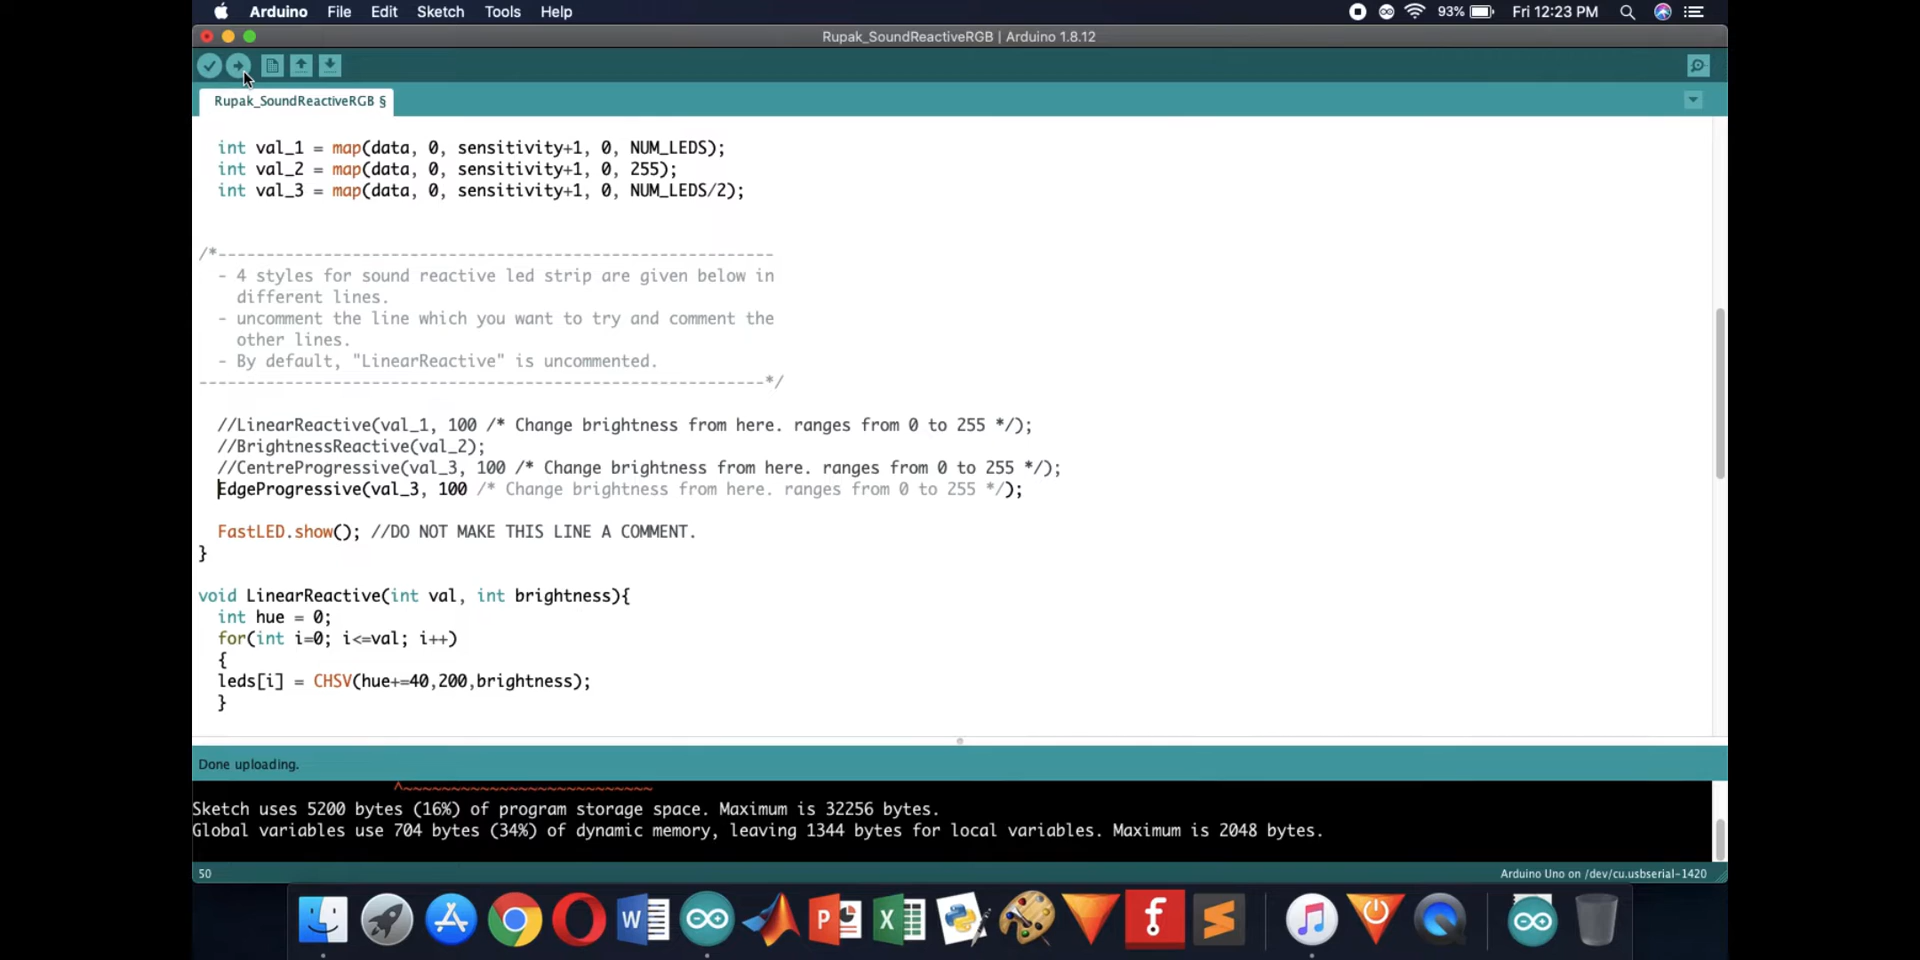 Arduino File Edit Sketch Tools Help 93% Fri 12:23 PM
Rupak_SoundReactiveRGB | Arduino 1.8.12
Rupak_SoundReactiveRGB §
int val_1 = map(data, 0, sensitivity+1, 0, NUM_LEDS);
int val_2 = map(data, 0, sensitivity+1, 0, 255);
int val_3 = map(data, 0, sensitivity+1, 0, NUM_LEDS/2);
/*----------------------------------------------------------
- 4 styles for sound reactive led strip are given below in
different lines.
- uncomment the line which you want to try and comment the
other lines.
- By default, "LinearReactive" is uncommented.
-----------------------------------------------------------*/
//LinearReactive(val_1, 100 /* Change brightness from here. ranges from 0 to 255 */);
//BrightnessReactive(val_2);
//CentreProgressive(val_3, 100 /* Change brightness from here. ranges from 0 to 255 */);
EdgeProgressive(val_3, 100 /* Change brightness from here. ranges from 0 to 255 */);
FastLED.show(); //DO NOT MAKE THIS LINE A COMMENT.
}
void LinearReactive(int val, int brightness){
int hue = 0;
for(int i=0; i<=val; i++)
{
leds[i] = CHSV(hue+=40,200,brightness);
}
Done uploading.
^~~~~~~~~~~~~~~~~~~~~~~~~~~
Sketch uses 5200 bytes (16%) of program storage space. Maximum is 32256 bytes.
Global variables use 704 bytes (34%) of dynamic memory, leaving 1344 bytes for local variables. Maximum is 2048 bytes.
50 Arduino Uno on /dev/cu.usbserial-1420